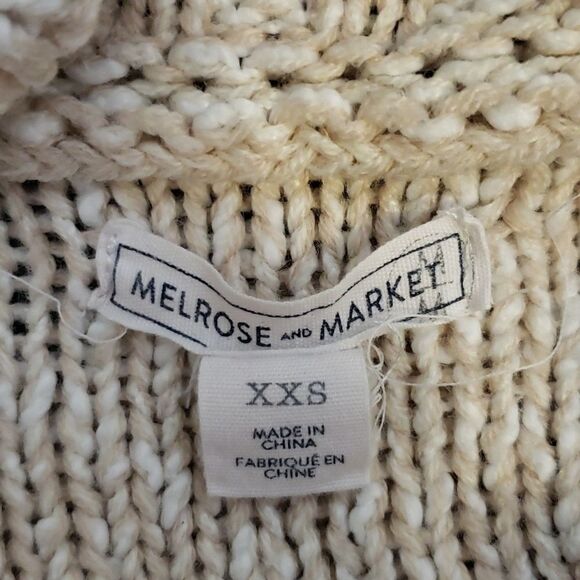 MELROSE AND MARKET
XXS
MADE IN
CHINA
FABRIQUÉ EN
CHINE